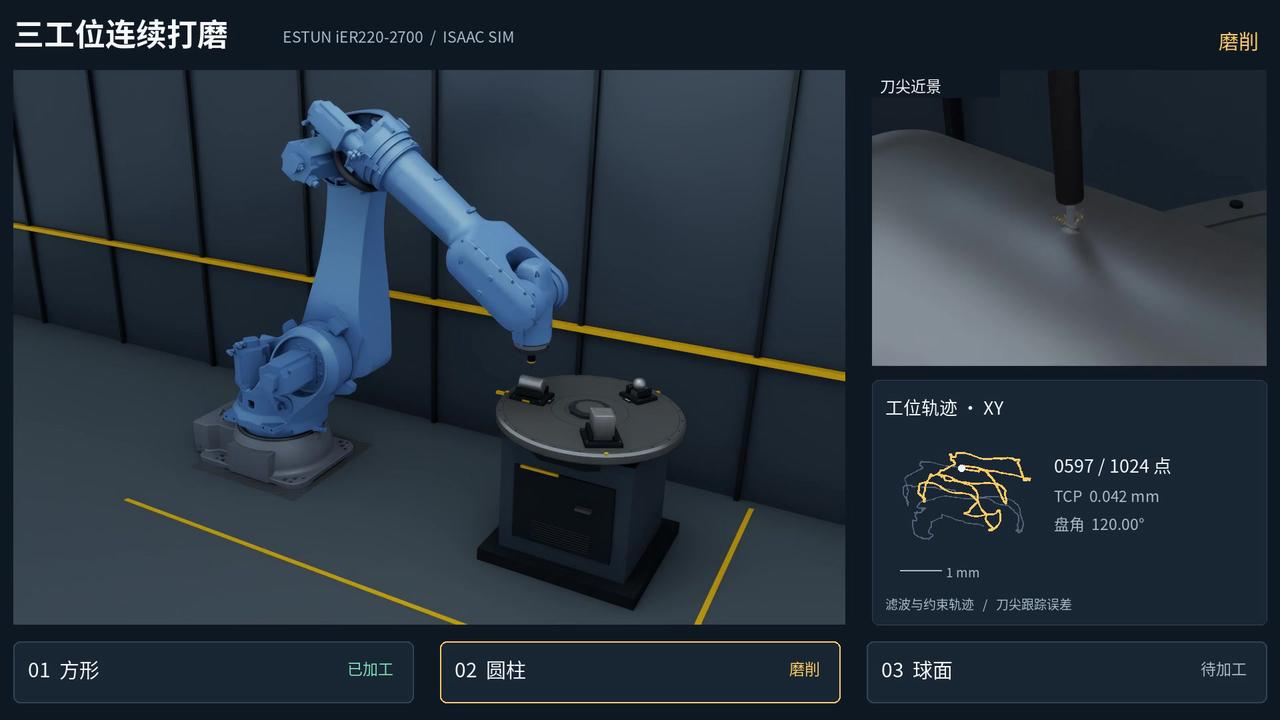 三工位连续打磨
ESTUN iER220-2700 / ISAAC SIM
磨削
刀尖近景
工位轨迹 · XY
0597 / 1024 点
TCP 0.042 mm
盘角 120.00°
1 mm
滤波与约束轨迹 / 刀尖跟踪误差
01 方形
已加工
02 圆柱
磨削
03 球面
待加工